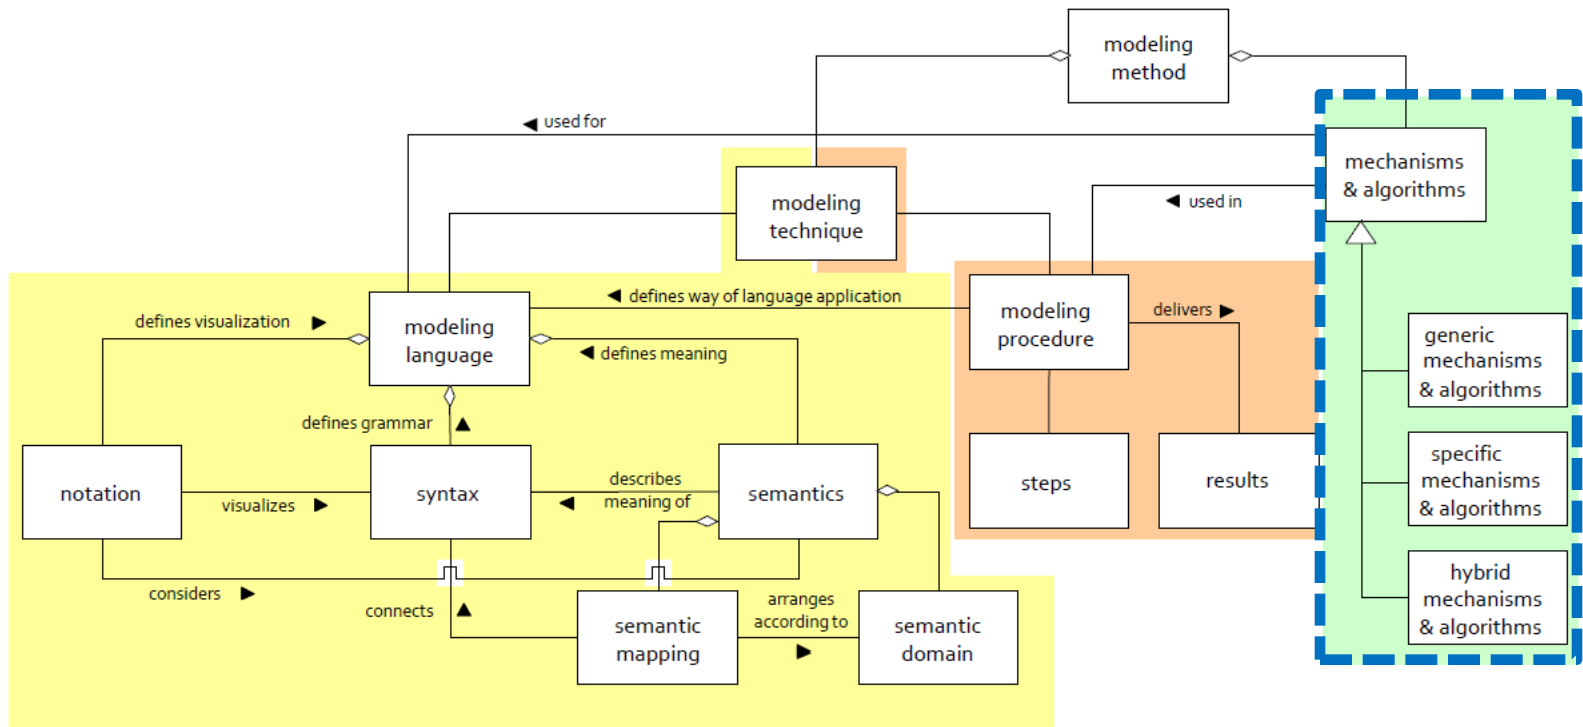 modeling
method
◄ used for
mechanisms
& algorithms
modeling
technique
◄ used in
◄ defines way of language application
modeling
procedure
delivers ►
defines visualization ►
modeling
language
◄ defines meaning
generic
mechanisms
& algorithms
defines grammar ▲
notation
visualizes ►
syntax
describes
meaning of
◄
semantics
steps
results
specific
mechanisms
& algorithms
considers ►
connects ▲
semantic
mapping
arranges
according to
►
semantic
domain
hybrid
mechanisms
& algorithms